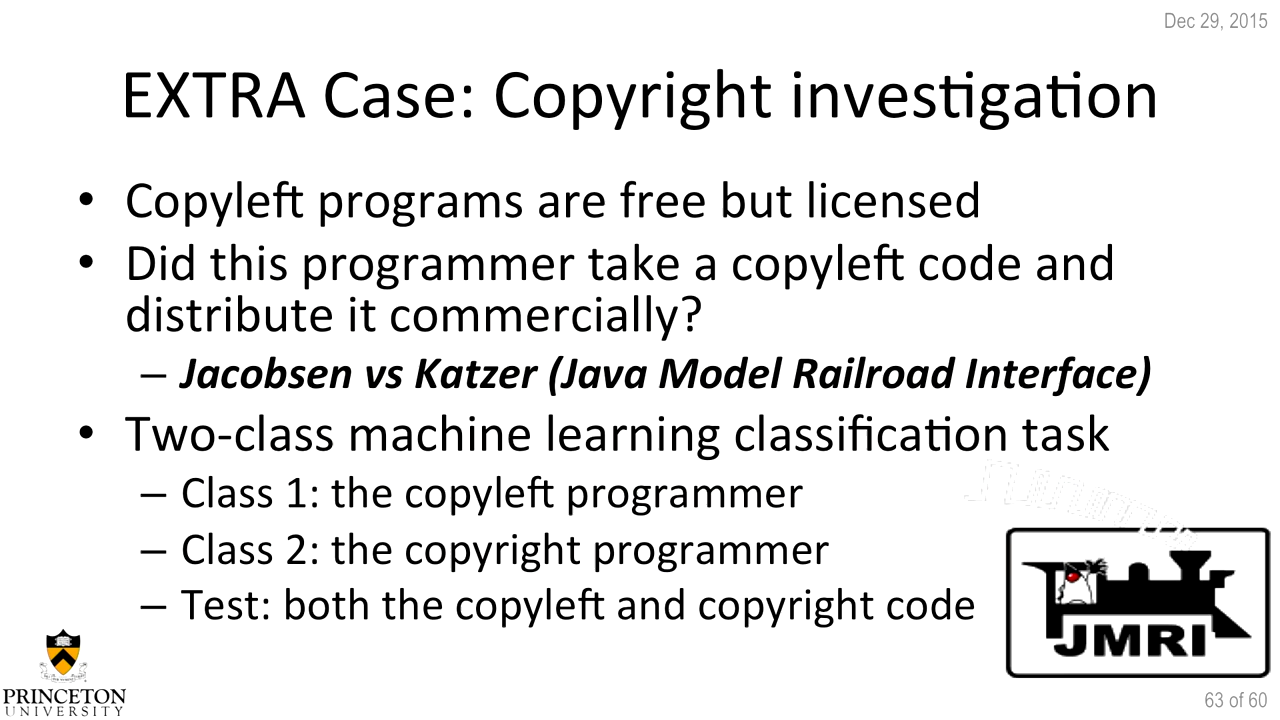 Dec 29, 2015
EXTRA Case: Copyright investigation
• Copyleft programs are free but licensed
• Did this programmer take a copyleft code and
distribute it commercially?
– Jacobsen vs Katzer (Java Model Railroad Interface)
• Two-class machine learning classification task
– Class 1: the copyleft programmer
– Class 2: the copyright programmer
– Test: both the copyleft and copyright code
JMRI
PRINCETON
UNIVERSITY
63 of 60